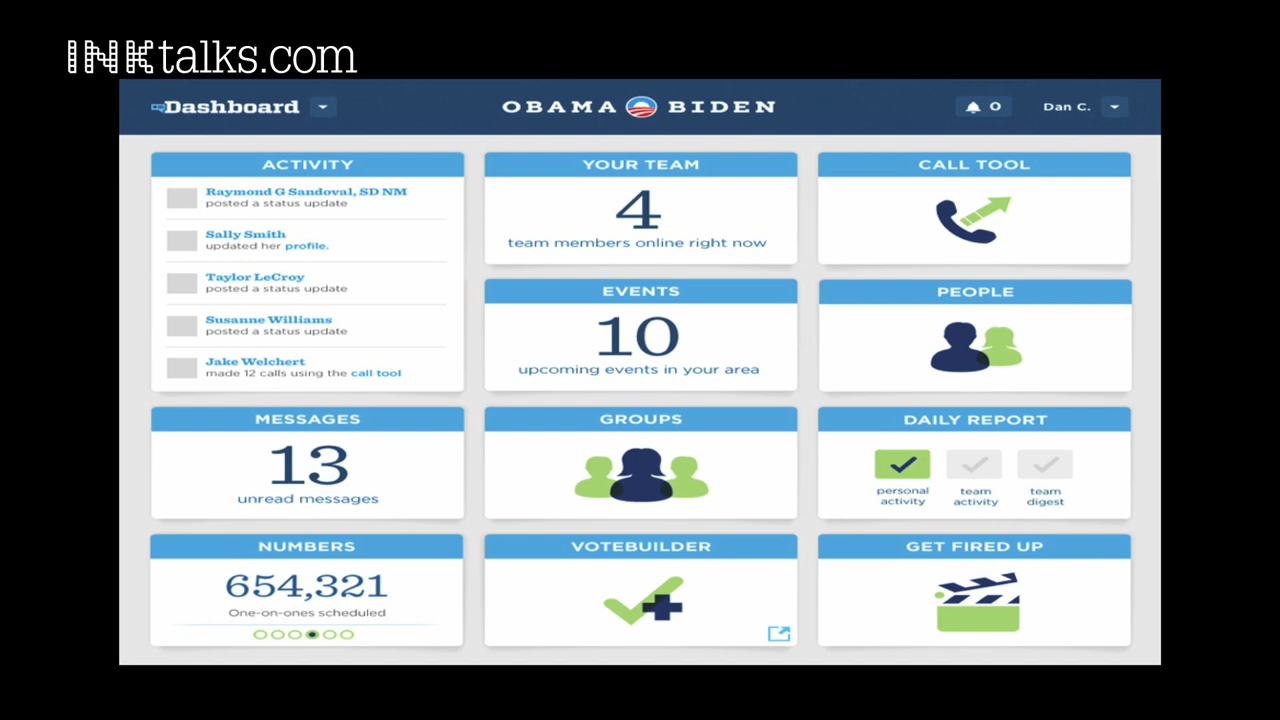 INKtalks.com
Dashboard
OBAMA BIDEN
0
Dan C.
ACTIVITY
Raymond G Sandoval, SD NM
posted a status update
Sally Smith
updated her profile.
Taylor LeCroy
posted a status update
Susanne Williams
posted a status update
Jake Welchert
made 12 calls using the call tool
YOUR TEAM
4
team members online right now
CALL TOOL
EVENTS
10
upcoming events in your area
PEOPLE
MESSAGES
13
unread messages
GROUPS
DAILY REPORT
personal activity
team activity
team digest
NUMBERS
654,321
One-on-ones scheduled
VOTEBUILDER
GET FIRED UP